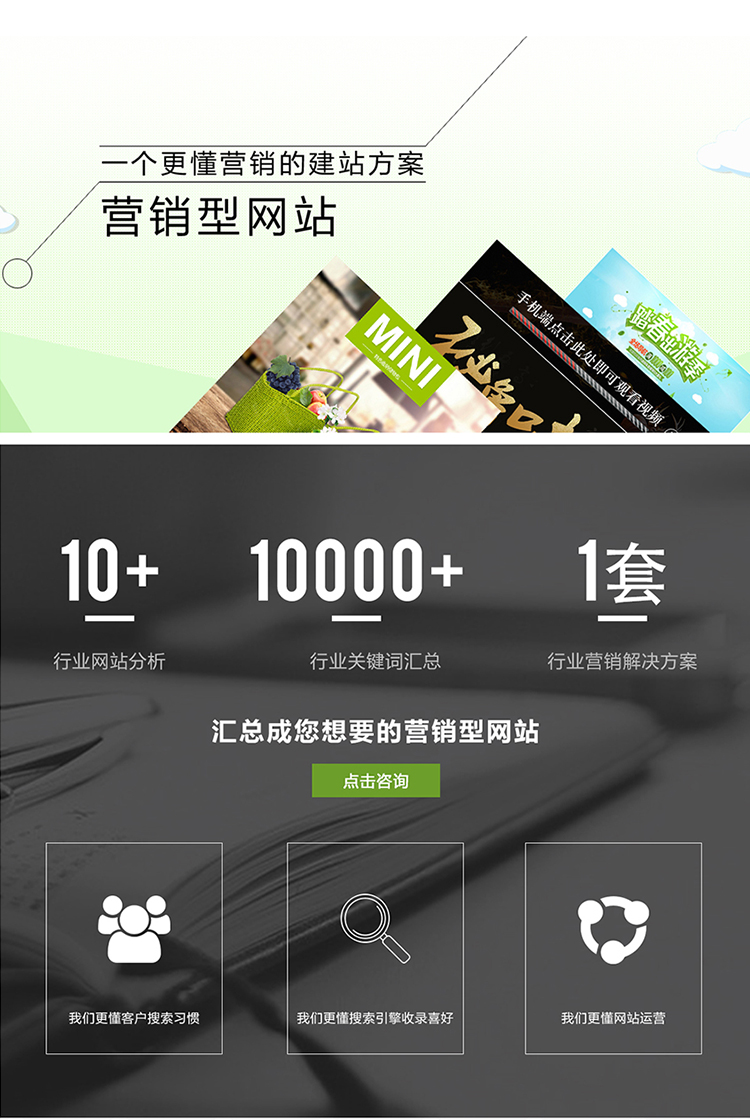 一个更懂营销的建站方案
营销型网站
MINI
手机端点击此处即可观看视频
踏春逆游季
10+
10000+
1套
行业网站分析
行业关键词汇总
行业营销解决方案
汇总成您想要的营销型网站
点击咨询
我们更懂客户搜索习惯
我们更懂搜索引擎收录喜好
我们更懂网站运营